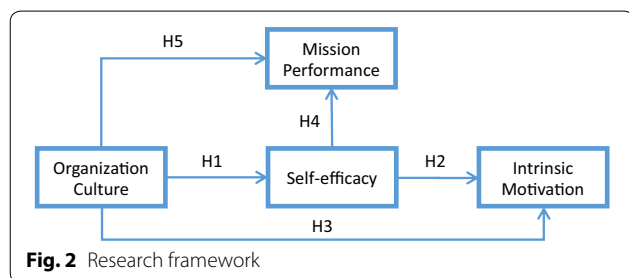 H5
Mission
Performance
H4
H1
H2
Organization
Culture
Self-efficacy
Intrinsic
Motivation
H3
Fig. 2 Research framework